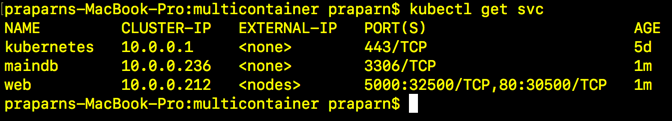 praparns-MacBook-Pro:multicontainer praparn$ kubectl get svc
NAME CLUSTER-IP EXTERNAL-IP PORT(S) AGE
kubernetes 10.0.0.1 <none> 443/TCP 5d
maindb 10.0.0.236 <none> 3306/TCP 1m
web 10.0.0.212 <nodes> 5000:32500/TCP,80:30500/TCP 1m
praparns-MacBook-Pro:multicontainer praparn$